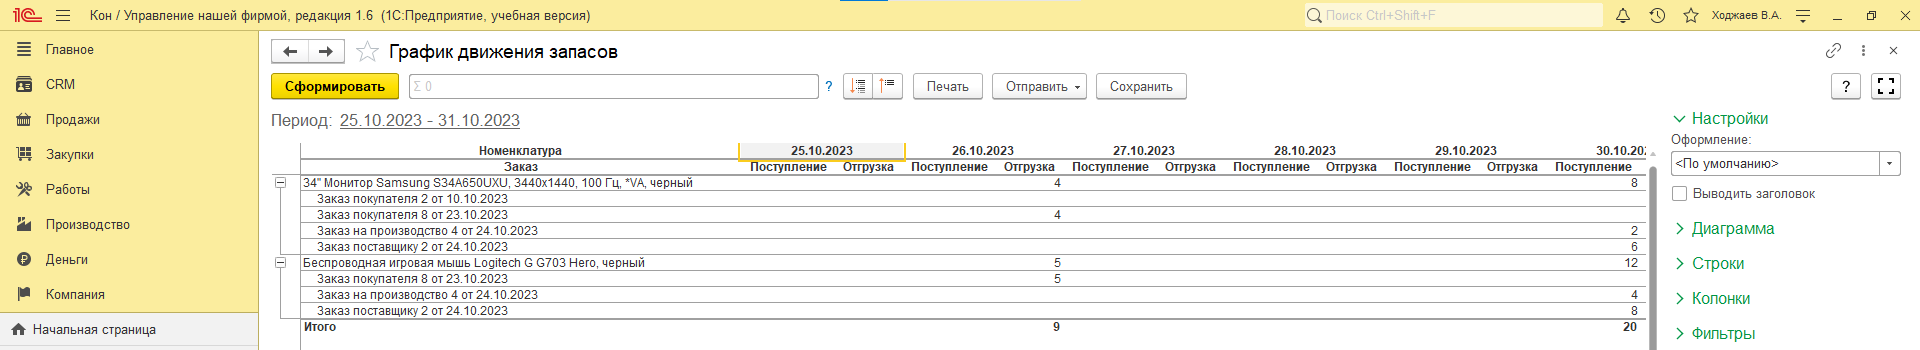 1С Кон / Управление нашей фирмой, редакция 1.6 (1С:Предприятие, учебная версия) Поиск Ctrl+Shift+F Ходжаев В.А.
Главное
CRM
Продажи
Закупки
Работы
Производство
Деньги
Компания
Начальная страница
График движения запасов
Сформировать Σ 0 ? Печать Отправить Сохранить ?
Период: 25.10.2023 - 31.10.2023
Номенклатура 25.10.2023 26.10.2023 27.10.2023 28.10.2023 29.10.2023 30.10.202
Заказ Поступление Отгрузка Поступление Отгрузка Поступление Отгрузка Поступление Отгрузка Поступление Отгрузка Поступление
34" Монитор Samsung S34A650UXU, 3440x1440, 100 Гц, *VA, черный 4 8
Заказ покупателя 2 от 10.10.2023
Заказ покупателя 8 от 23.10.2023 4
Заказ на производство 4 от 24.10.2023 2
Заказ поставщику 2 от 24.10.2023 6
Беспроводная игровая мышь Logitech G G703 Hero, черный 5 12
Заказ покупателя 8 от 23.10.2023 5
Заказ на производство 4 от 24.10.2023 4
Заказ поставщику 2 от 24.10.2023 8
Итого 9 20
Настройки
Оформление:
<По умолчанию>
Выводить заголовок
Диаграмма
Строки
Колонки
Фильтры